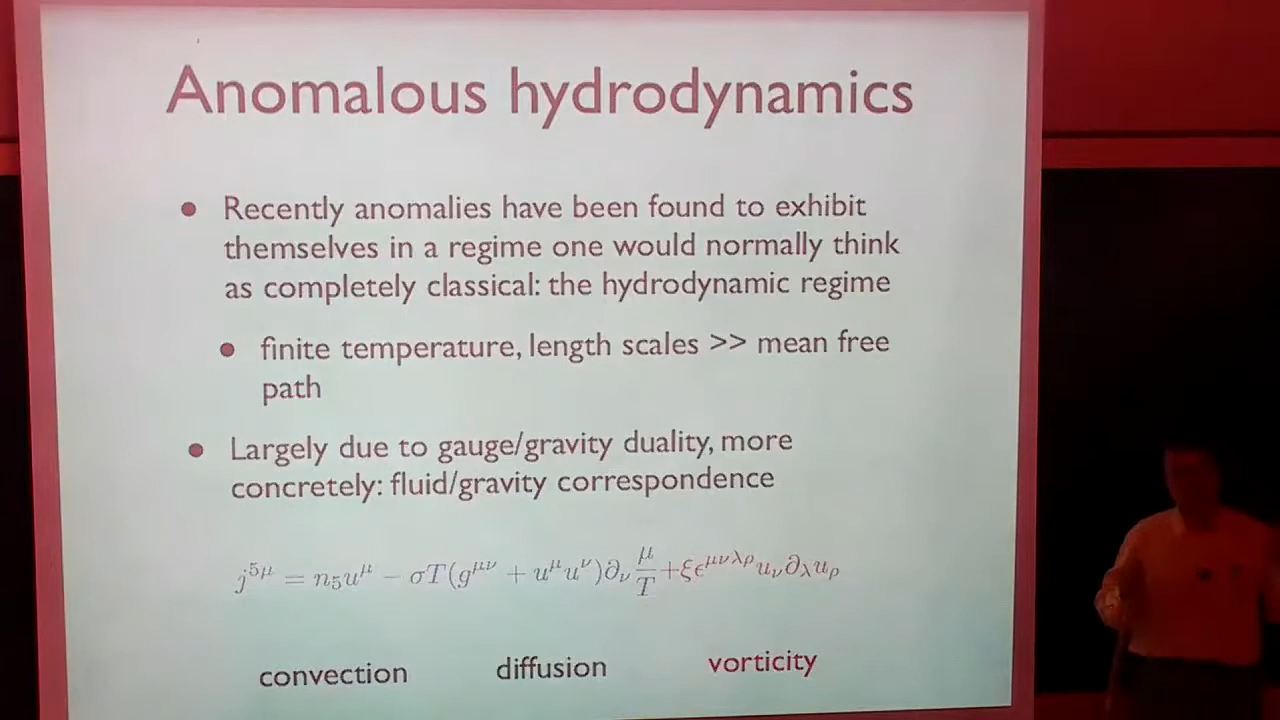 Anomalous hydrodynamics
• Recently anomalies have been found to exhibit
themselves in a regime one would normally think
as completely classical: the hydrodynamic regime
• finite temperature, length scales >> mean free
path
• Largely due to gauge/gravity duality, more
concretely: fluid/gravity correspondence
j^{5μ} = n_5 u^μ − σT(g^{μν} + u^μ u^ν)∂_ν \frac{μ}{T} + ξε^{μνλρ} u_ν ∂_λ u_ρ
convection diffusion vorticity